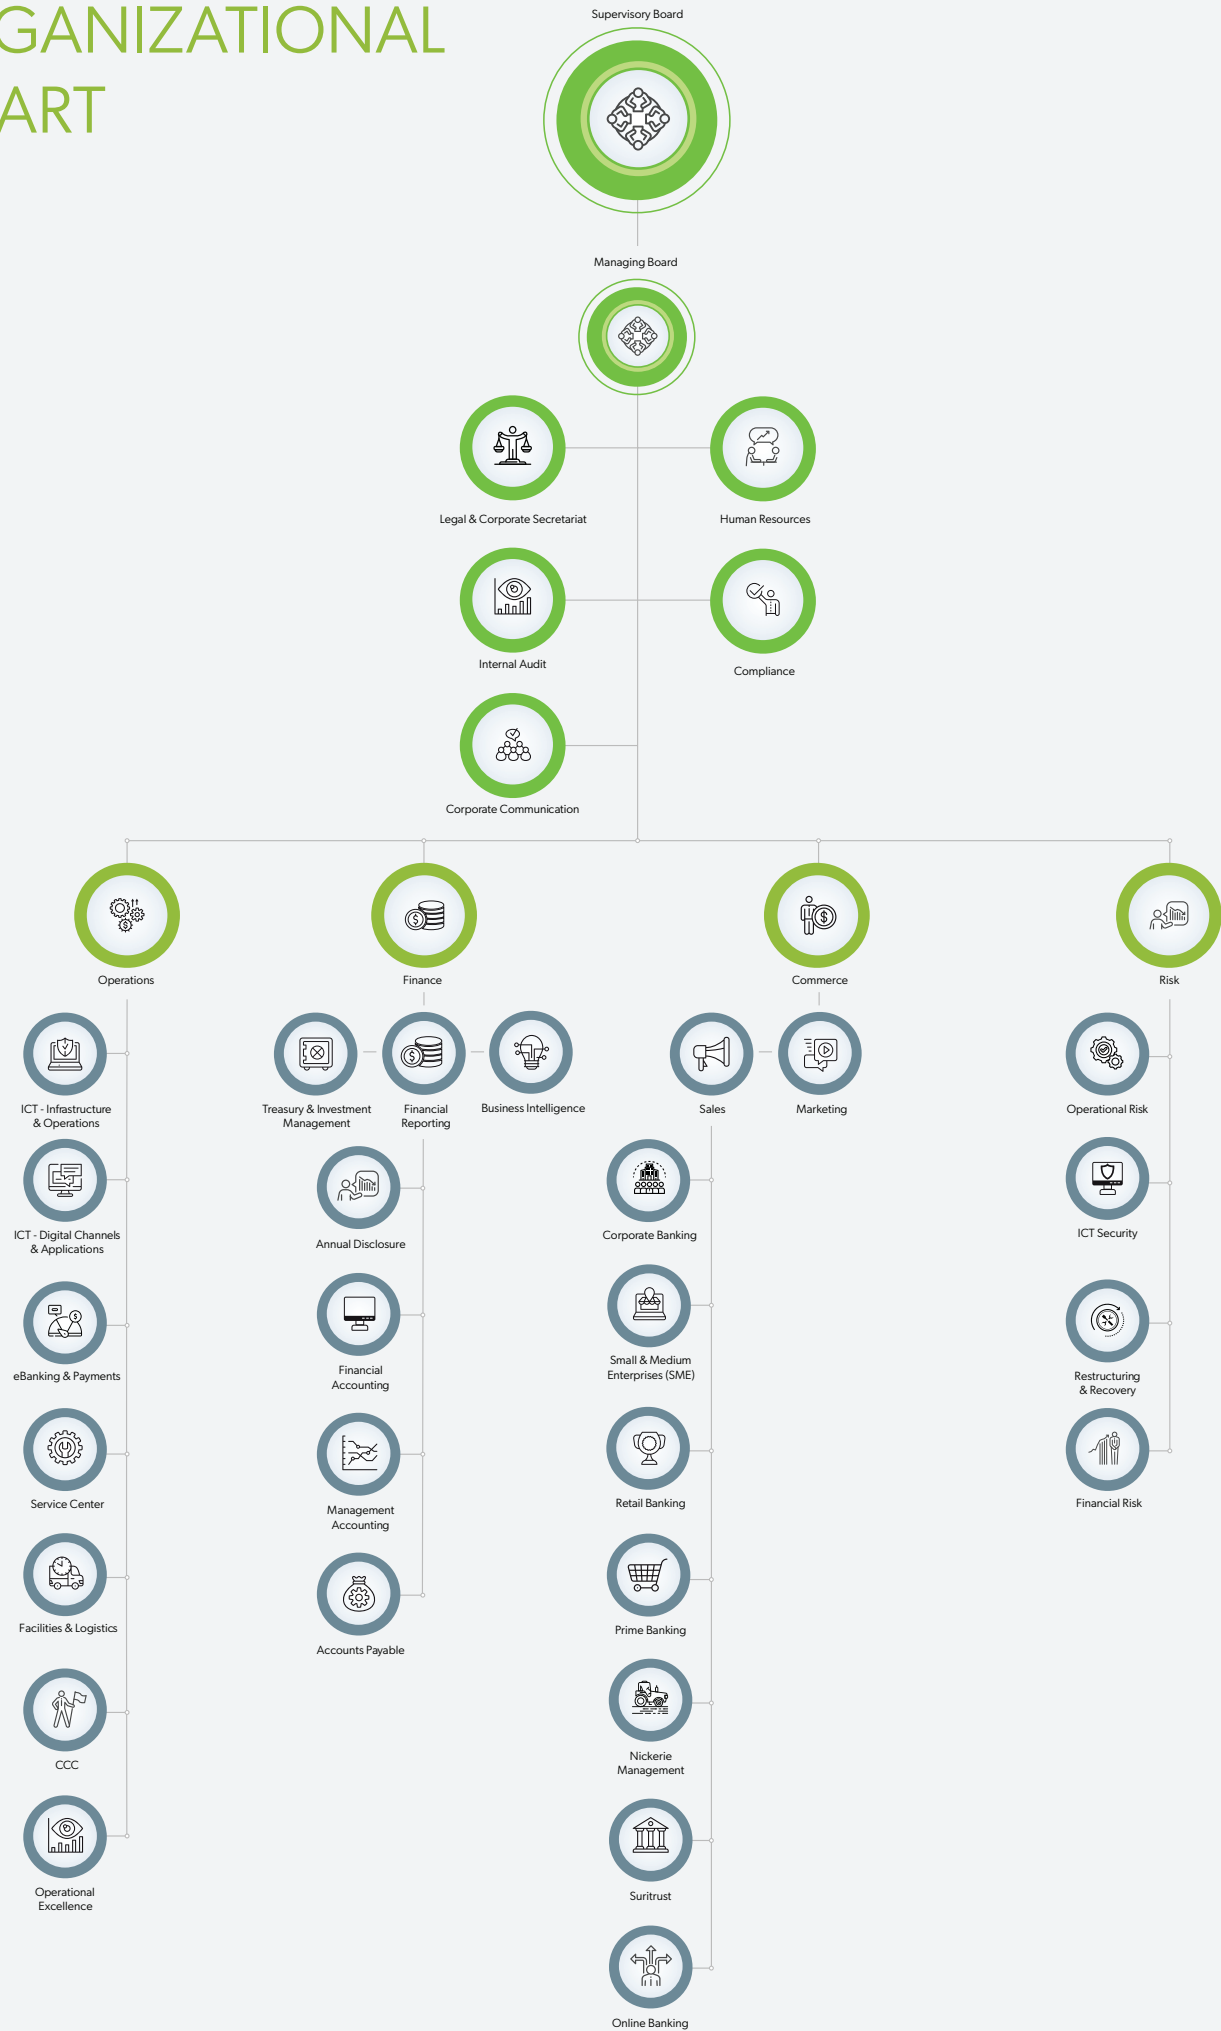 GANIZATIONAL
ART
Supervisory Board
Managing Board
Legal & Corporate Secretariat
Human Resources
Internal Audit
Compliance
Corporate Communication
Operations
Finance
Commerce
Risk
ICT - Infrastructure
& Operations
ICT - Digital Channels
& Applications
eBanking & Payments
Service Center
Facilities & Logistics
CCC
Operational
Excellence
Treasury & Investment
Management
Financial
Reporting
Business Intelligence
Annual Disclosure
Financial
Accounting
Management
Accounting
Accounts Payable
Sales
Marketing
Corporate Banking
Small & Medium
Enterprises (SME)
Retail Banking
Prime Banking
Nickerie
Management
Suritrust
Online Banking
Operational Risk
ICT Security
Restructuring
& Recovery
Financial Risk